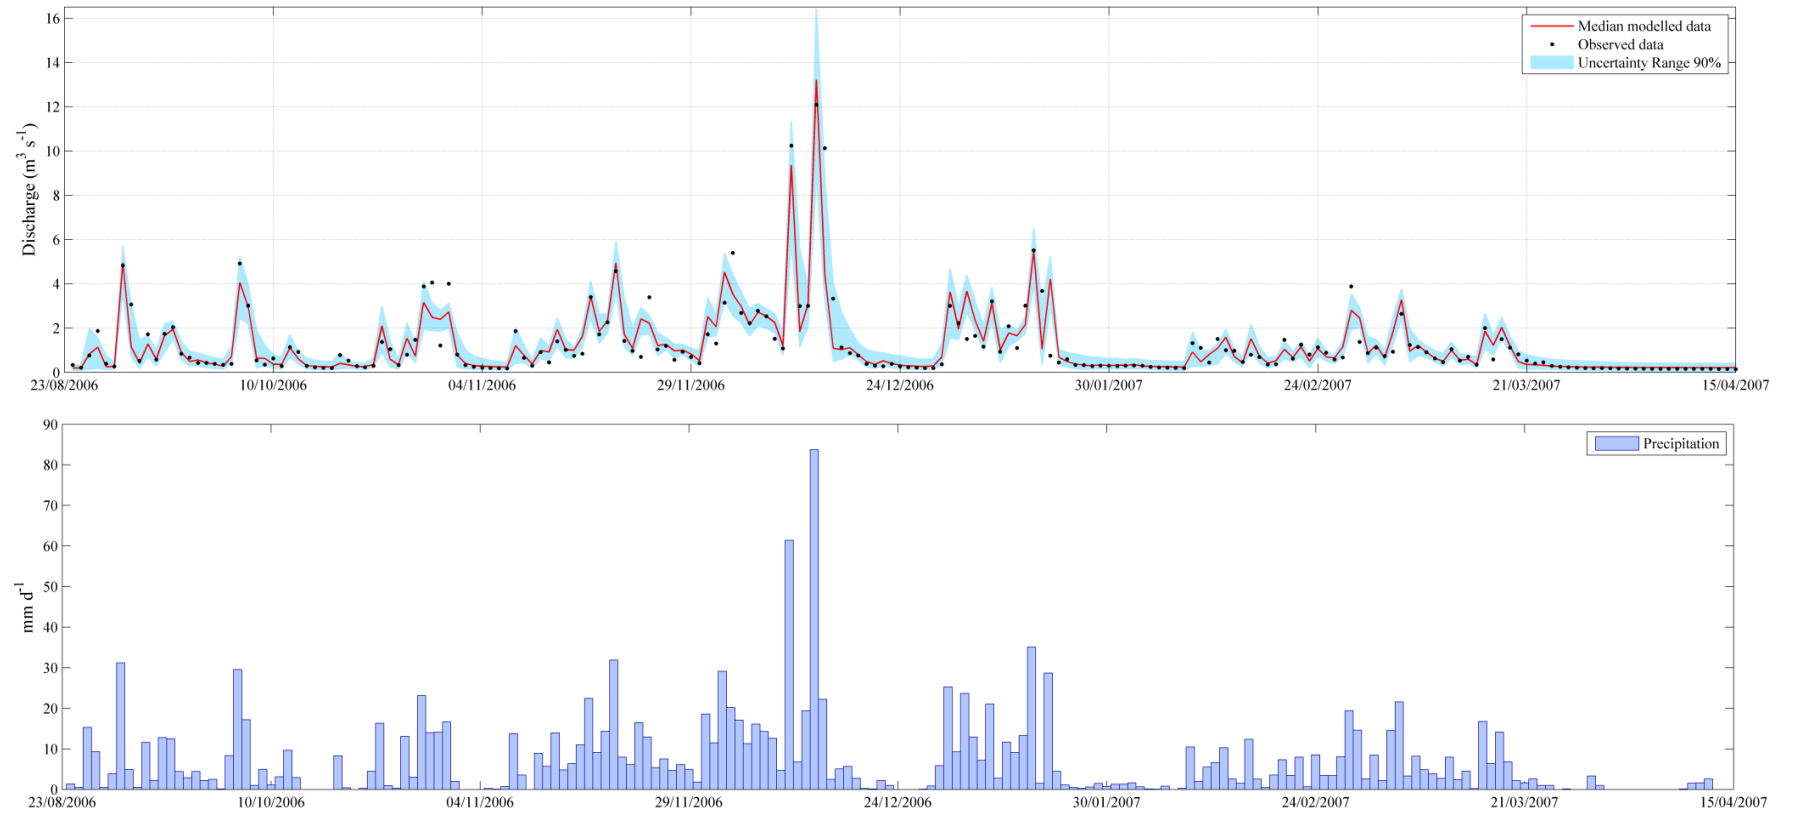 16
14
12
10
8
6
4
2
0
Discharge (m³ s⁻¹)
Median modelled data
Observed data
Uncertainty Range 90%
23/08/2006 10/10/2006 04/11/2006 29/11/2006 24/12/2006 30/01/2007 24/02/2007 21/03/2007 15/04/2007
90
80
70
60
50
40
30
20
10
0
mm d⁻¹
Precipitation
23/08/2006 10/10/2006 04/11/2006 29/11/2006 24/12/2006 30/01/2007 24/02/2007 21/03/2007 15/04/2007